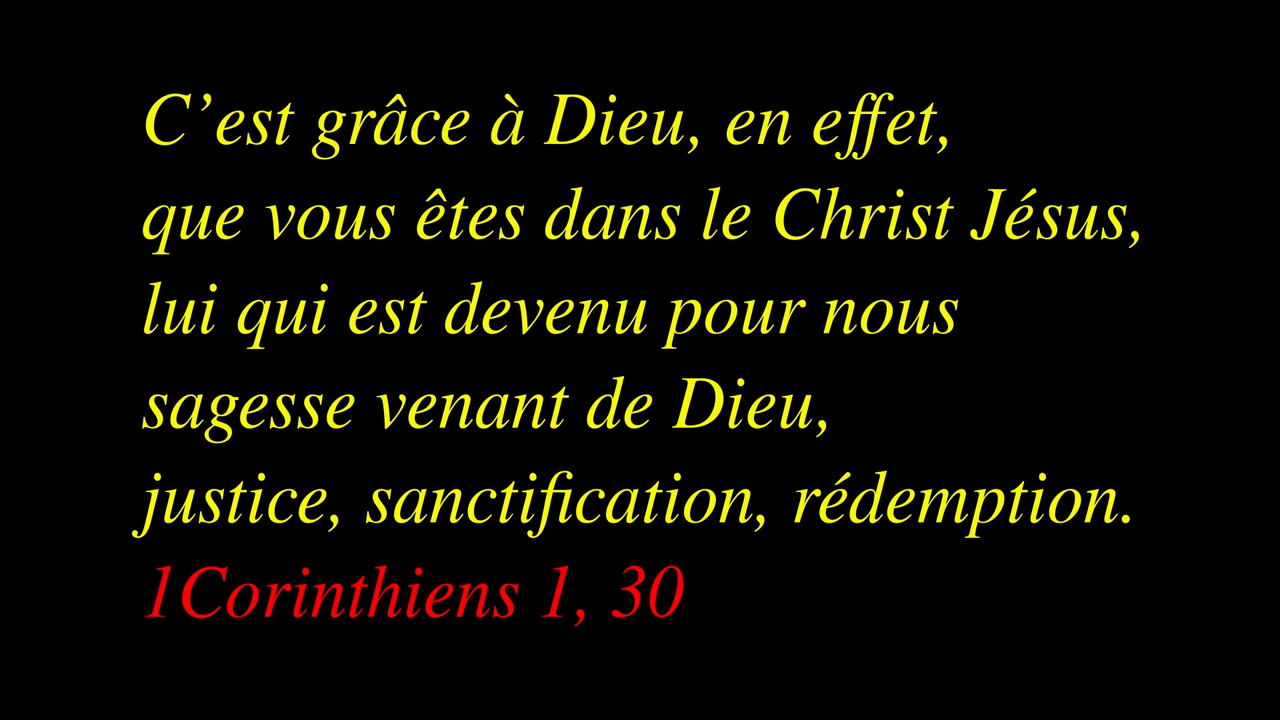 C’est grâce à Dieu, en effet,
que vous êtes dans le Christ Jésus,
lui qui est devenu pour nous
sagesse venant de Dieu,
justice, sanctification, rédemption.
1Corinthiens 1, 30